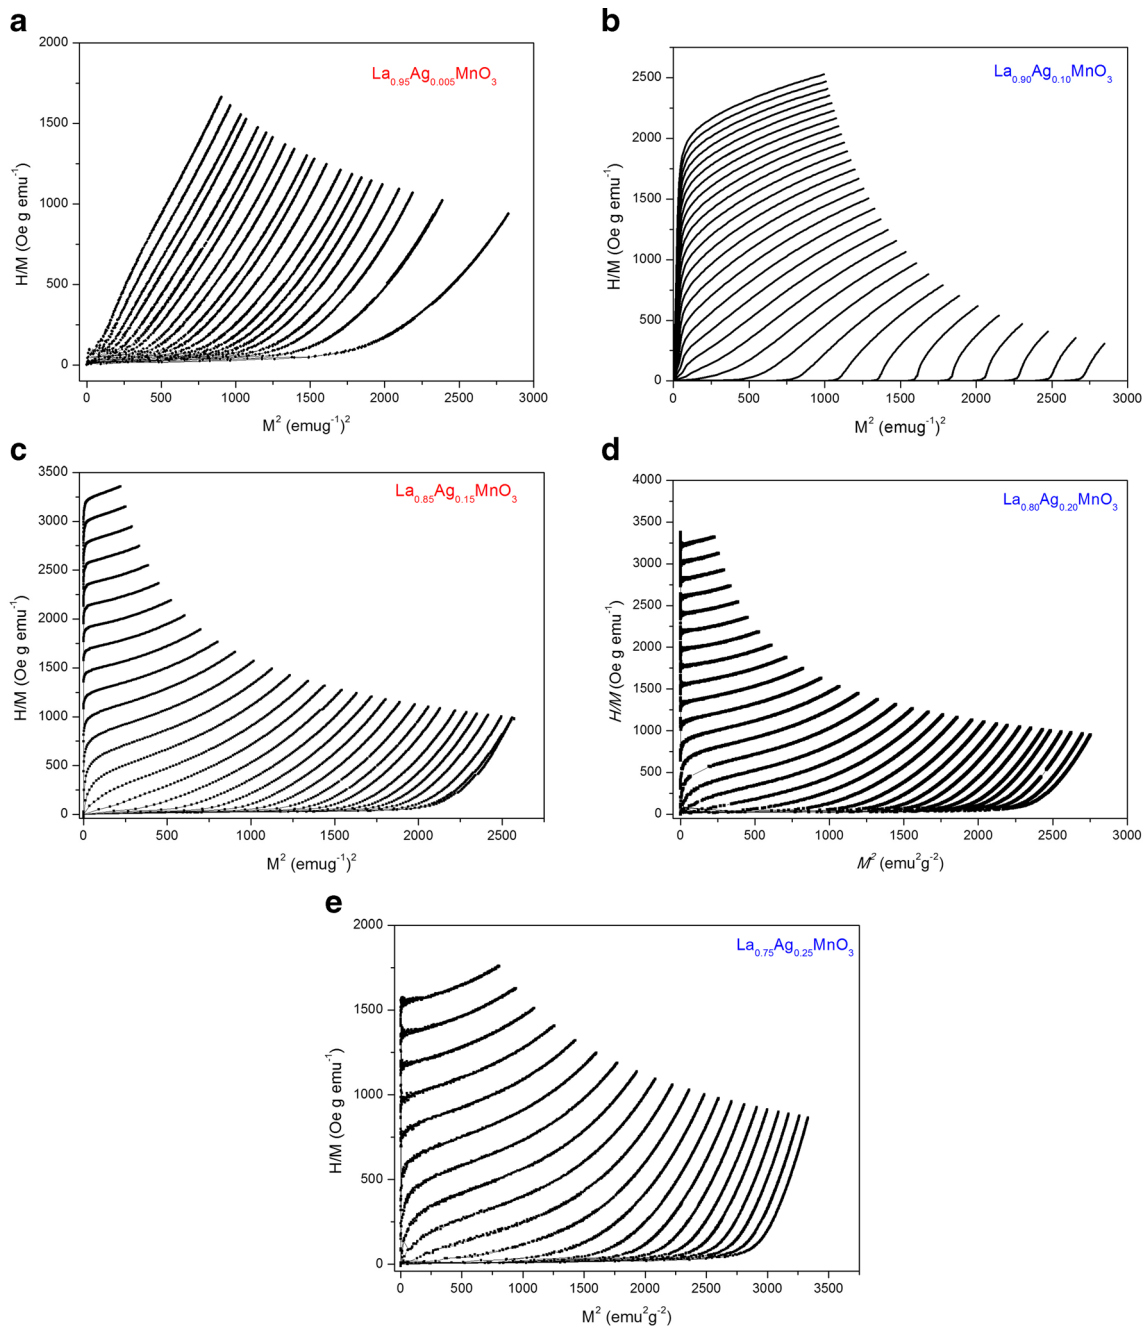 a
La0.95Ag0.005MnO3
2000
1500
1000
500
0
H/M (Oe g emu-1)
0 500 1000 1500 2000 2500 3000
M2 (emug-1)2
b
La0.90Ag0.10MnO3
2500
2000
1500
1000
500
0
H/M (Oe g emu-1)
0 500 1000 1500 2000 2500 3000
M2 (emug-1)2
c
La0.85Ag0.15MnO3
3500
3000
2500
2000
1500
1000
500
0
H/M (Oe g emu-1)
0 500 1000 1500 2000 2500
M2 (emug-1)2
d
La0.80Ag0.20MnO3
4000
3500
3000
2500
2000
1500
1000
500
0
H/M (Oe g emu-1)
0 500 1000 1500 2000 2500 3000
M2 (emu2g-2)
e
La0.75Ag0.25MnO3
2000
1500
1000
500
0
H/M (Oe g emu-1)
0 500 1000 1500 2000 2500 3000 3500
M2 (emu2g-2)